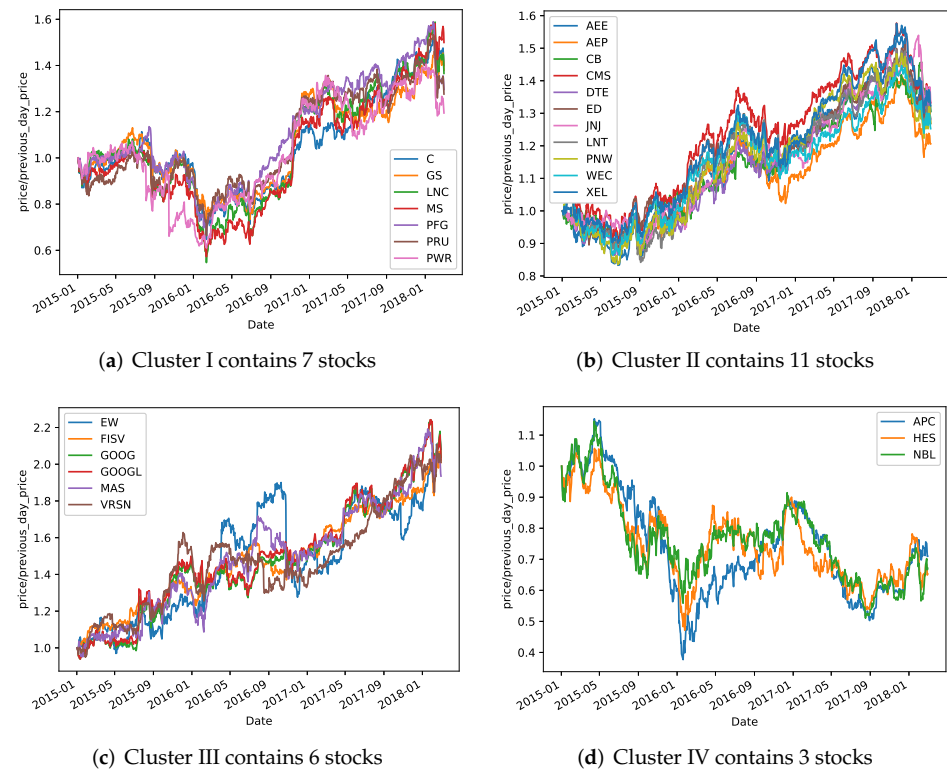 1.6
1.4
1.2
1.0
0.8
0.6
price/previous_day_price
C
GS
LNC
MS
PFG
PRU
PWR
2015-01
2015-05
2015-09
2016-01
2016-05
2016-09
2017-01
2017-05
2017-09
2018-01
Date
(a) Cluster I contains 7 stocks
1.6
1.5
1.4
1.3
1.2
1.1
1.0
0.9
0.8
price/previous_day_price
AEE
AEP
CB
CMS
DTE
ED
JNJ
LNT
PNW
WEC
XEL
2015-01
2015-05
2015-09
2016-01
2016-05
2016-09
2017-01
2017-05
2017-09
2018-01
Date
(b) Cluster II contains 11 stocks
2.2
2.0
1.8
1.6
1.4
1.2
1.0
price/previous_day_price
EW
FISV
GOOG
GOOGL
MAS
VRSN
2015-01
2015-05
2015-09
2016-01
2016-05
2016-09
2017-01
2017-05
2017-09
2018-01
Date
(c) Cluster III contains 6 stocks
1.1
1.0
0.9
0.8
0.7
0.6
0.5
0.4
price/previous_day_price
APC
HES
NBL
2015-01
2015-05
2015-09
2016-01
2016-05
2016-09
2017-01
2017-05
2017-09
2018-01
Date
(d) Cluster IV contains 3 stocks